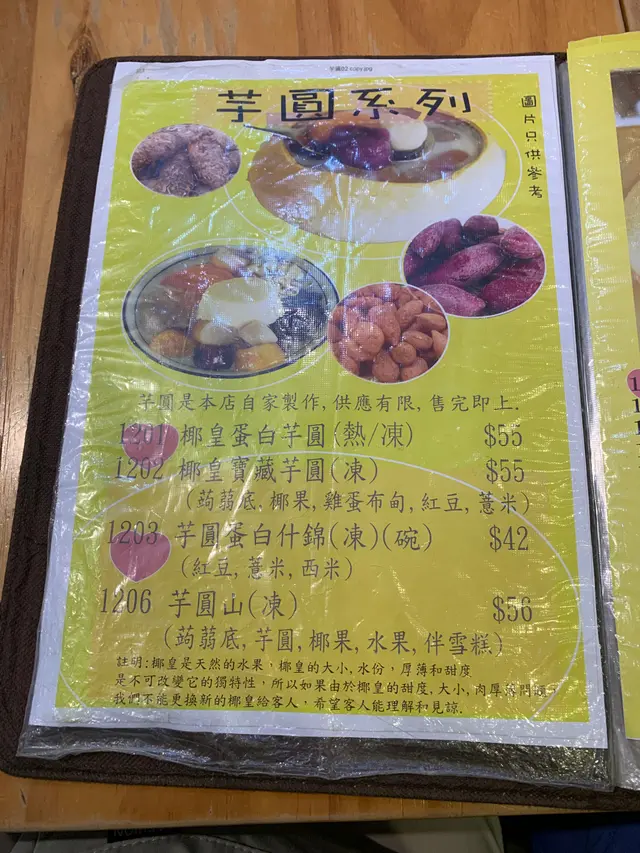 芋圓系列
圖片只供參考
芋圓是本店自家製作,供應有限,售完即止.
1201 椰皇蛋白芋圓(熱/凍) $55
1202 椰皇寶藏芋圓(凍) $55
(蒟蒻底,椰果,雞蛋布甸,紅豆,薏米)
1203 芋圓蛋白什錦(凍)(碗) $42
(紅豆,薏米,西米)
1206 芋圓山(凍) $56
(蒟蒻底,芋圓,椰果,水果,伴雪糕)
註明:椰皇是天然的水果,椰皇的大小,水份,厚薄和甜度
是不可改變它的獨特性,所以如果由於椰皇的甜度,大小,肉厚薄問題
我們不能更換新的椰皇給客人,希望客人能理解和見諒.